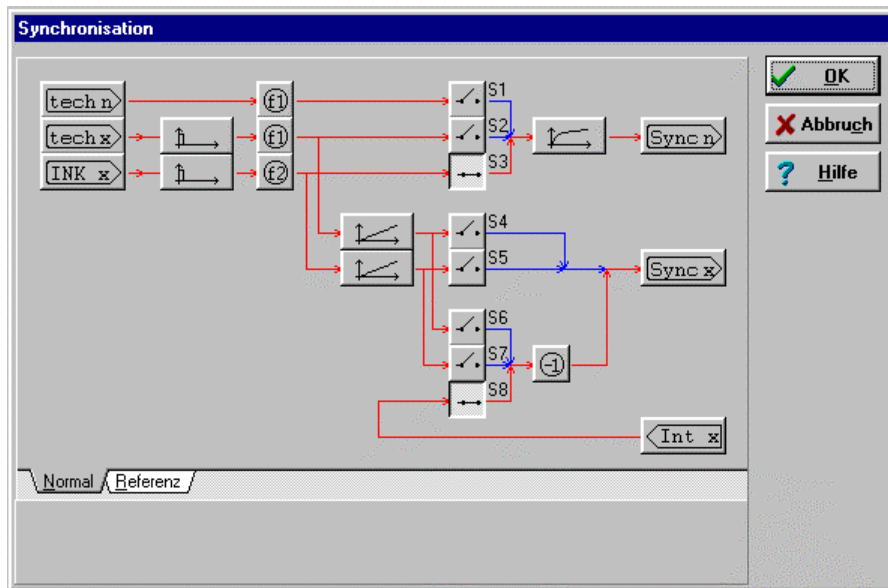 Synchronisation
tech n
f1
S1
OK
tech x
f1
S2
Sync n
Abbruch
INK x
f2
S3
Hilfe
S4
S5
Sync x
S6
S7
-1
S8
Int x
Normal
Referenz